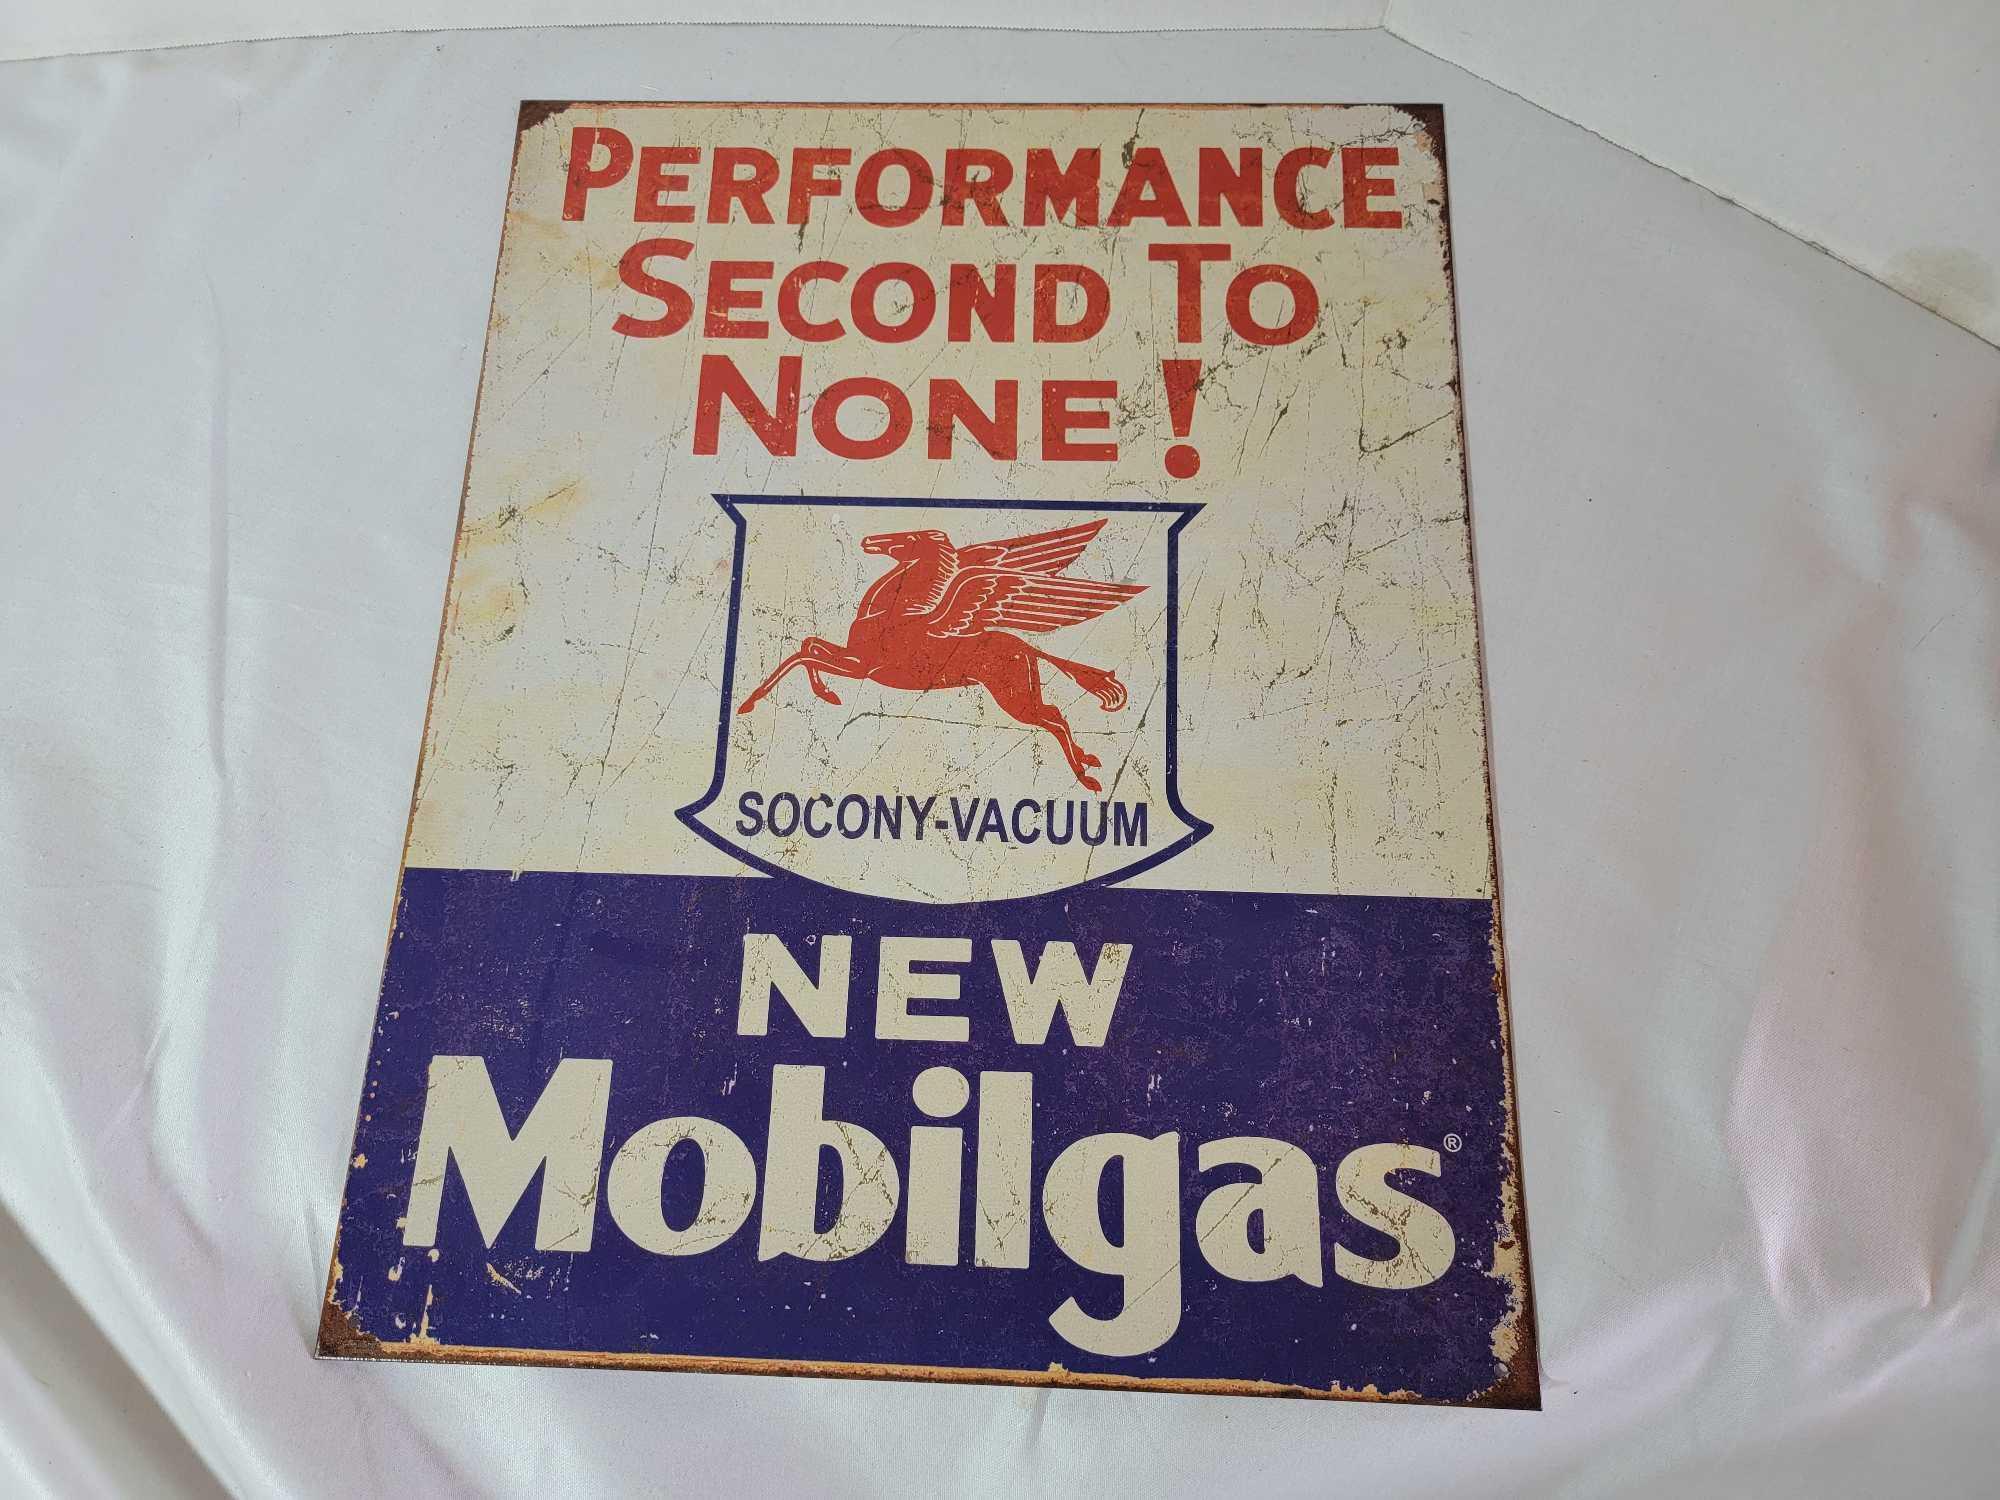 PERFORMANCE
SECOND TO
NONE!
SOCONY-VACUUM
NEW
Mobilgas®